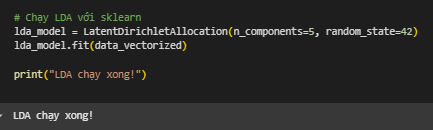 # Chạy LDA với sklearn
lda_model = LatentDirichletAllocation(n_components=5, random_state=42)
lda_model.fit(data_vectorized)
print("LDA chạy xong!")
LDA chạy xong!